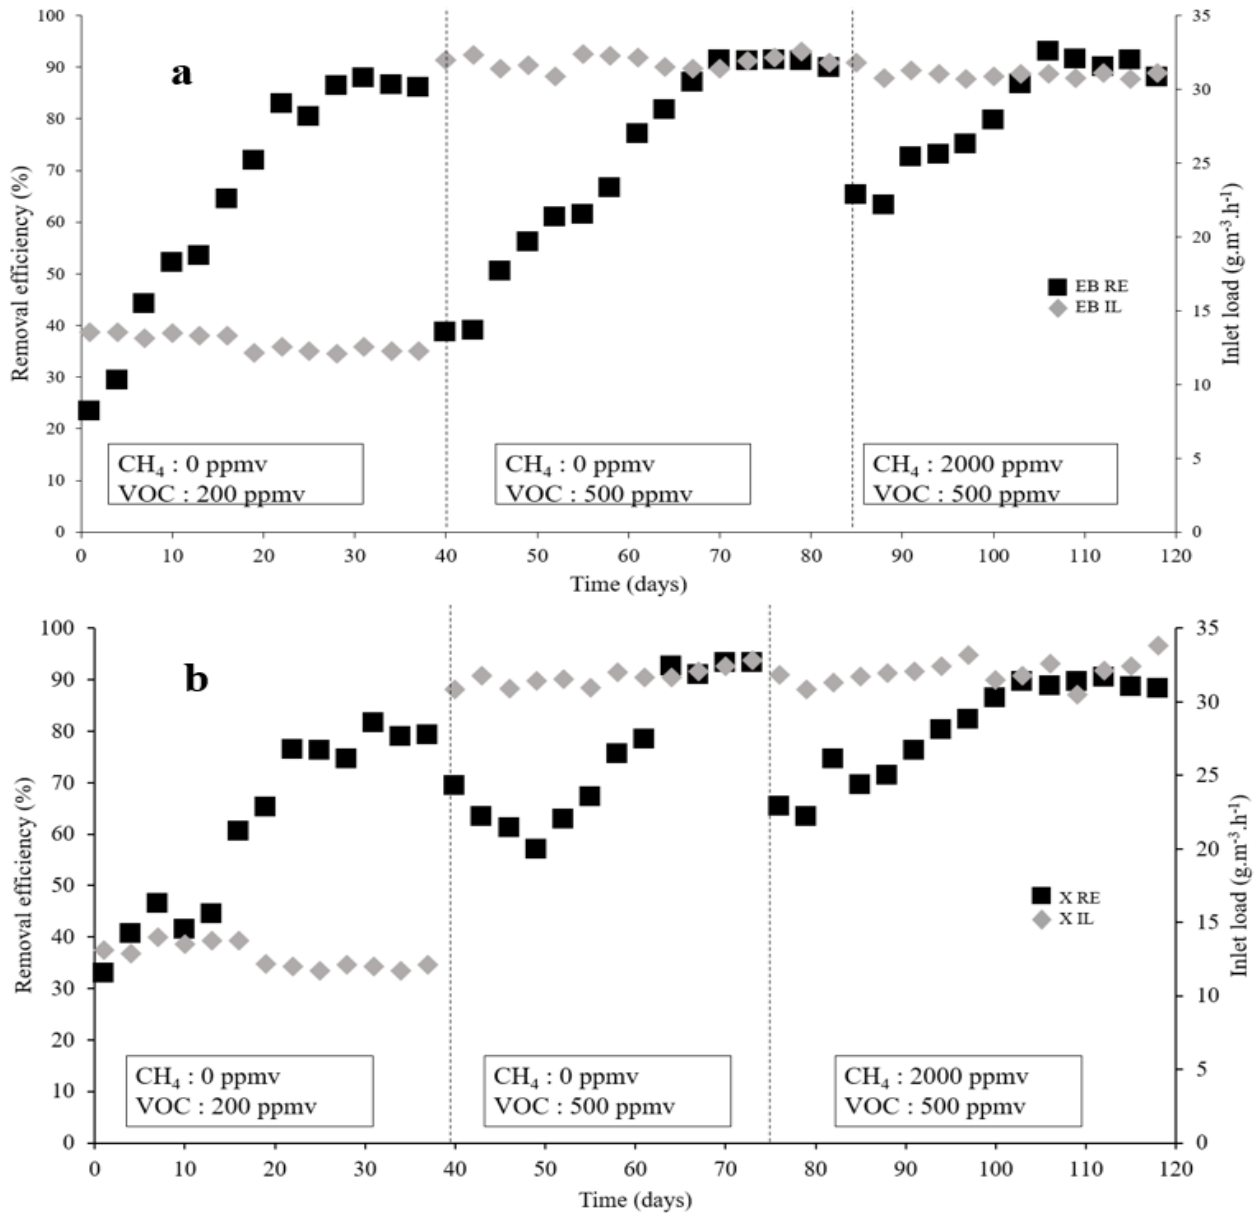 a
Removal efficiency (%)
100
90
80
70
60
50
40
30
20
10
0
35
30
25
20
15
10
5
0
Inlet load (g.m⁻³.h⁻¹)
EB RE
EB IL
CH₄ : 0 ppmv
VOC : 200 ppmv
CH₄ : 0 ppmv
VOC : 500 ppmv
CH₄ : 2000 ppmv
VOC : 500 ppmv
0 10 20 30 40 50 60 70 80 90 100 110 120
Time (days)
b
Removal efficiency (%)
100
90
80
70
60
50
40
30
20
10
0
35
30
25
20
15
10
5
0
Inlet load (g.m⁻³.h⁻¹)
X RE
X IL
CH₄ : 0 ppmv
VOC : 200 ppmv
CH₄ : 0 ppmv
VOC : 500 ppmv
CH₄ : 2000 ppmv
VOC : 500 ppmv
0 10 20 30 40 50 60 70 80 90 100 110 120
Time (days)